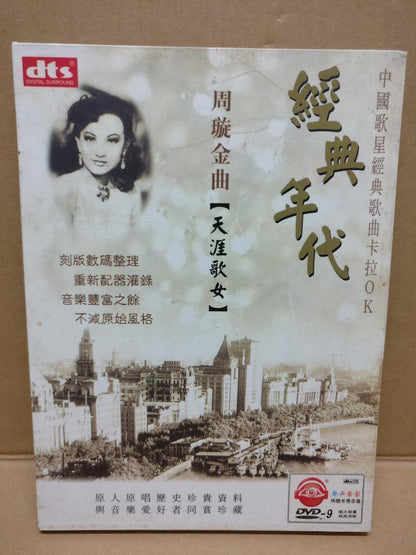 dts
DIGITAL SURROUND
中國歌星經典歌曲卡拉OK
經典年代
周璇金曲
【天涯歌女】
刻版數碼整理
重新配器灌錄
音樂豐富之餘
不減原始風格
原人原唱歷史珍貴資料
與音樂愛好者同賞珍藏
dts
DVD-9